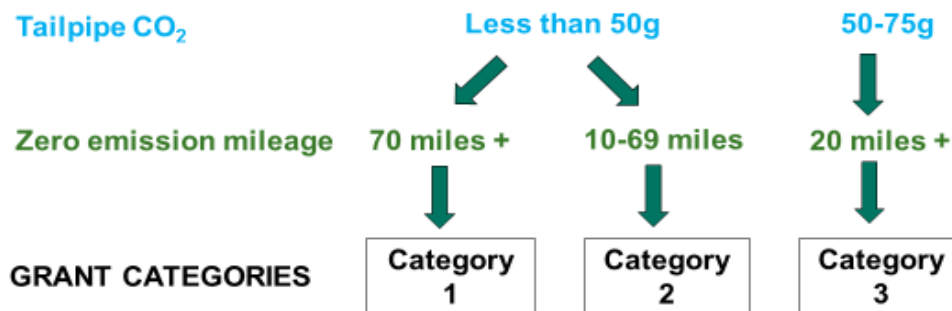 Tailpipe CO₂ Less than 50g 50-75g
Zero emission mileage 70 miles + 10-69 miles 20 miles +
GRANT CATEGORIES
Category
1
Category
2
Category
3